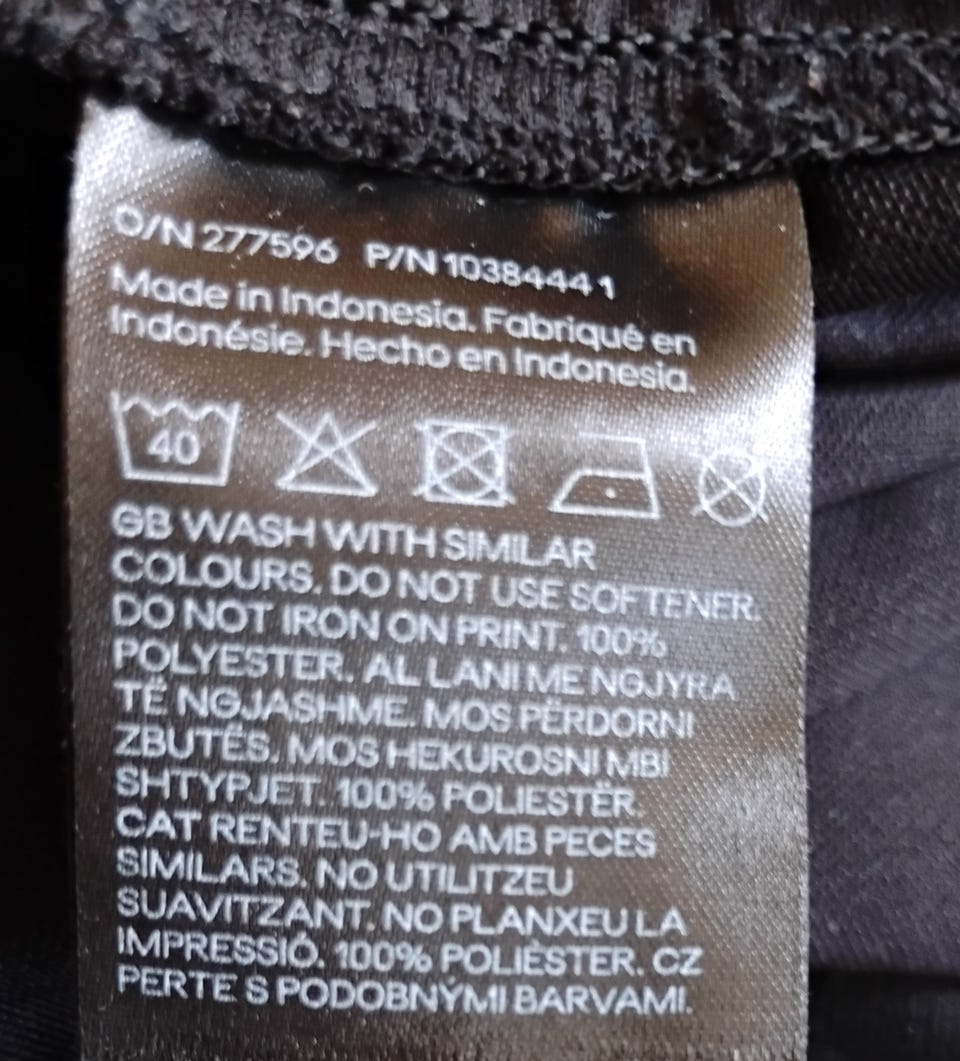 O/N 277596 P/N 10384441
Made in Indonesia. Fabriqué en
Indonésie. Hecho en Indonesia.
40
GB WASH WITH SIMILAR
COLOURS. DO NOT USE SOFTENER.
DO NOT IRON ON PRINT. 100%
POLYESTER. AL LANI ME NGJYRA
TË NGJASHME. MOS PËRDORNI
ZBUTËS. MOS HEKUROSNI MBI
SHTYPJET. 100% POLIESTËR.
CAT RENTEU-HO AMB PECES
SIMILARS. NO UTILITZEU
SUAVITZANT. NO PLANXEU LA
IMPRESSIÓ. 100% POLIÈSTER. CZ
PERTE S PODOBNÝMI BARVAMI.